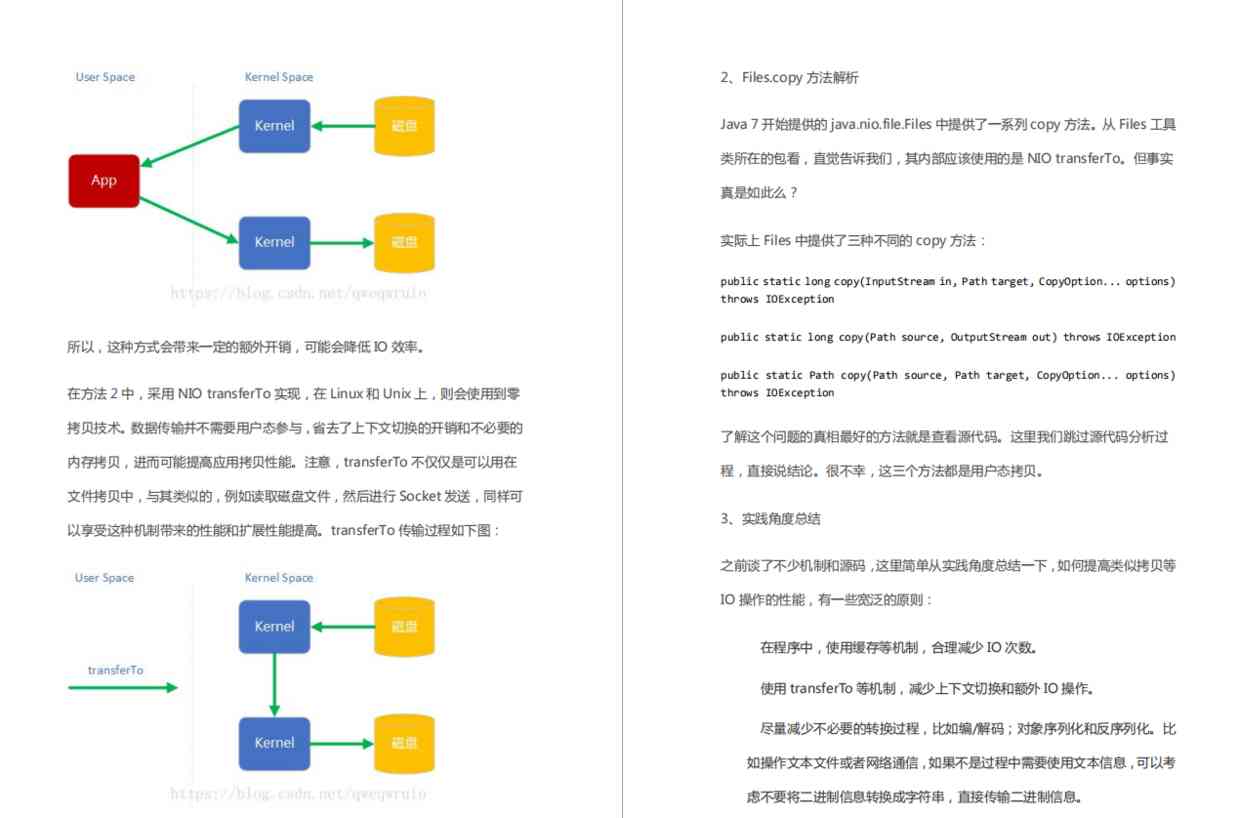 User Space
Kernel Space
Kernel
磁盘
App
Kernel
磁盘
https://blog.csdn.net/qweqwruio
所以，这种方式会带来一定的额外开销，可能会降低 IO 效率。
在方法 2 中，采用 NIO transferTo 实现，在 Linux 和 Unix 上，则会使用到零
拷贝技术。数据传输并不需要用户态参与，省去了上下文切换的开销和不必要的
内存拷贝，进而可能提高应用拷贝性能。注意，transferTo 不仅仅是可以用在
文件拷贝中，与其类似的，例如读取磁盘文件，然后进行 Socket 发送，同样可
以享受这种机制带来的性能和扩展性能提高。transferTo 传输过程如下图：
User Space
Kernel Space
Kernel
磁盘
transferTo
Kernel
磁盘
https://blog.csdn.net/qweqwruio
2、Files.copy 方法解析
Java 7 开始提供的 java.nio.file.Files 中提供了一系列 copy 方法。从 Files 工具
类所在的包看，直觉告诉我们，其内部应该使用的是 NIO transferTo。但事实
真是如此么？
实际上 Files 中提供了三种不同的 copy 方法：
public static long copy(InputStream in, Path target, CopyOption... options)
throws IOException
public static long copy(Path source, OutputStream out) throws IOException
public static Path copy(Path source, Path target, CopyOption... options)
throws IOException
了解这个问题的真相最好的方法就是查看源代码。这里我们跳过源代码分析过
程，直接说结论。很不幸，这三个方法都是用户态拷贝。
3、实践角度总结
之前谈了不少机制和源码，这里简单从实践角度总结一下，如何提高类似拷贝等
IO 操作的性能，有一些宽泛的原则：
在程序中，使用缓存等机制，合理减少 IO 次数。
使用 transferTo 等机制，减少上下文切换和额外 IO 操作。
尽量减少不必要的转换过程，比如编/解码；对象序列化和反序列化。比
如操作文本文件或者网络通信，如果不是过程中需要使用文本信息，可以考
虑不要将二进制信息转换成字符串，直接传输二进制信息。